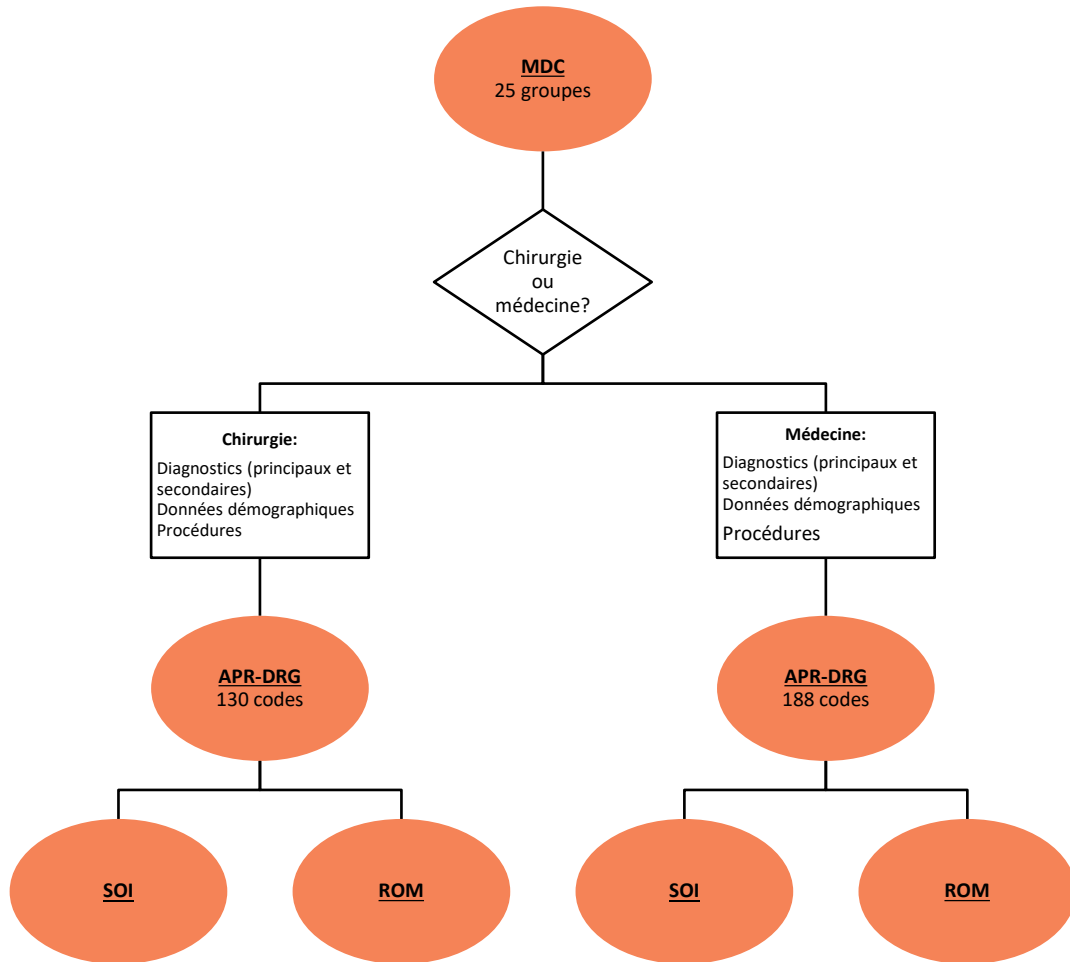 MDC
25 groupes
Chirurgie
ou
médecine?
Chirurgie:
Diagnostics (principaux et
secondaires)
Données démographiques
Procédures
Médecine:
Diagnostics (principaux et
secondaires)
Données démographiques
Procédures
APR-DRG
130 codes
APR-DRG
188 codes
SOI
ROM
SOI
ROM